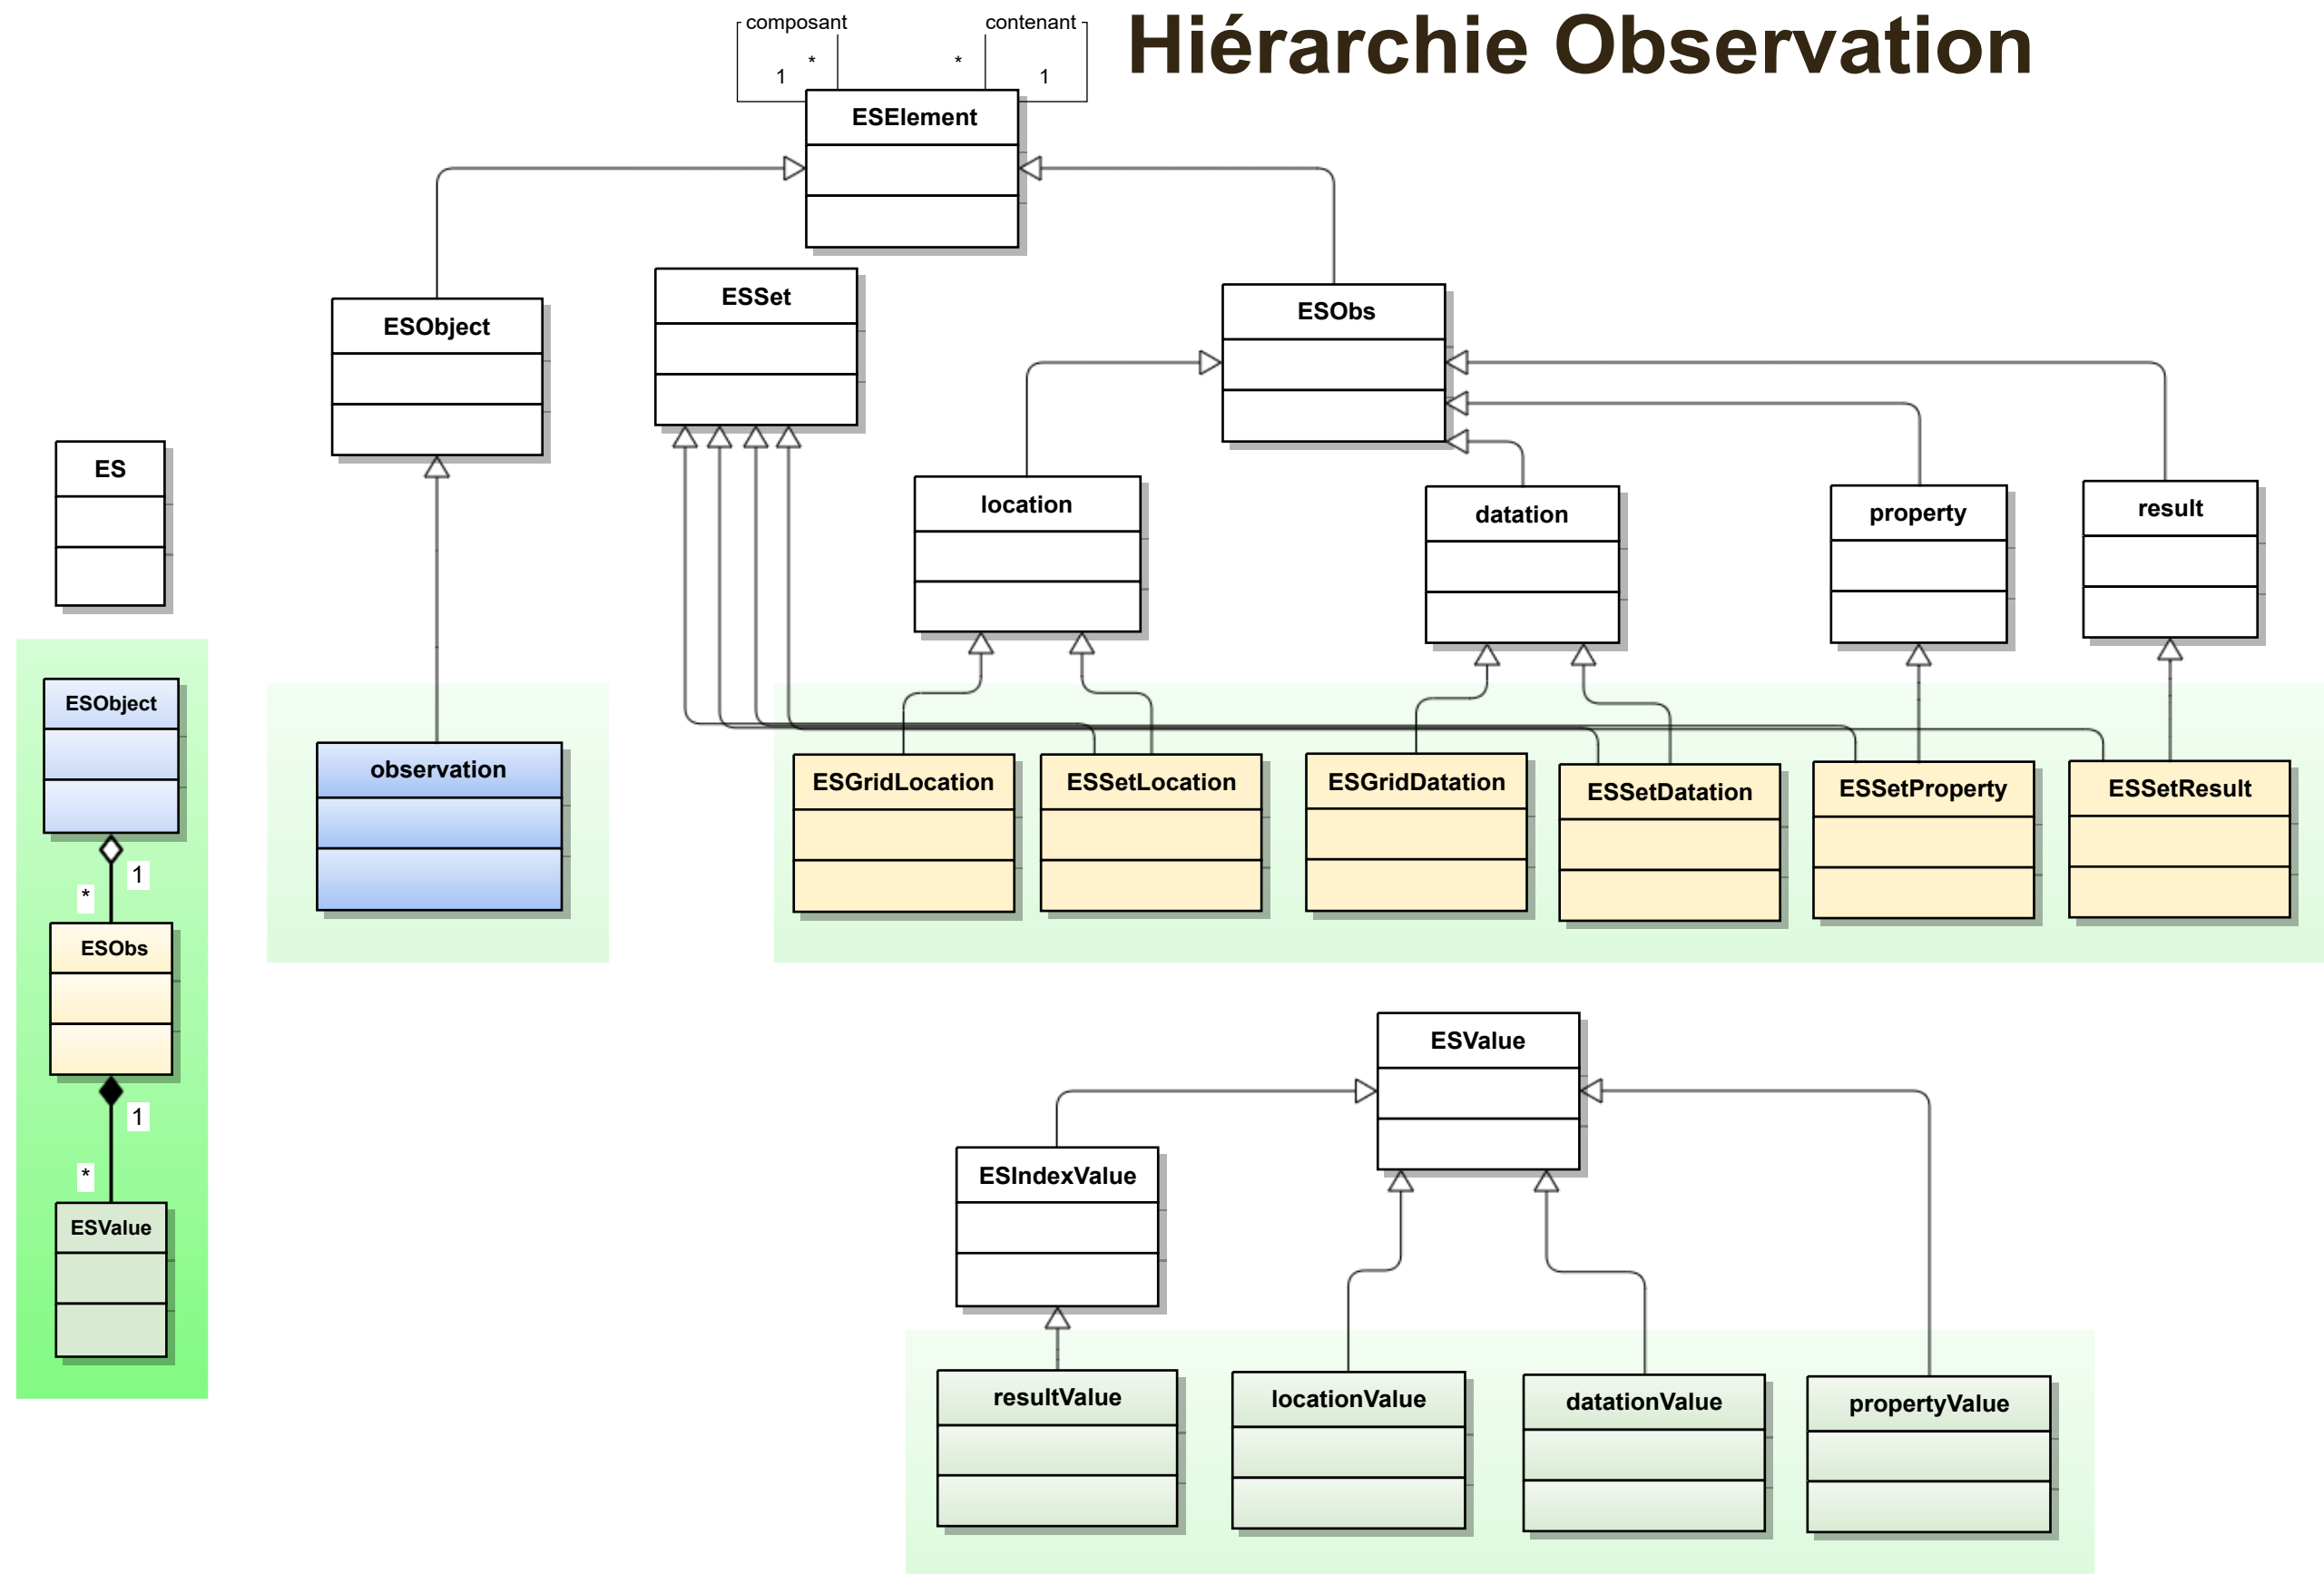 Hiérarchie Observation
composant
contenant
*
*
1
1
ESElement
ESSet
ESObs
ESObject
ES
location
datation
property
result
ESObject
1
*
ESObs
1
*
ESValue
observation
ESGridLocation
ESSetLocation
ESGridDatation
ESSetDatation
ESSetProperty
ESSetResult
ESValue
ESIndexValue
resultValue
locationValue
datationValue
propertyValue